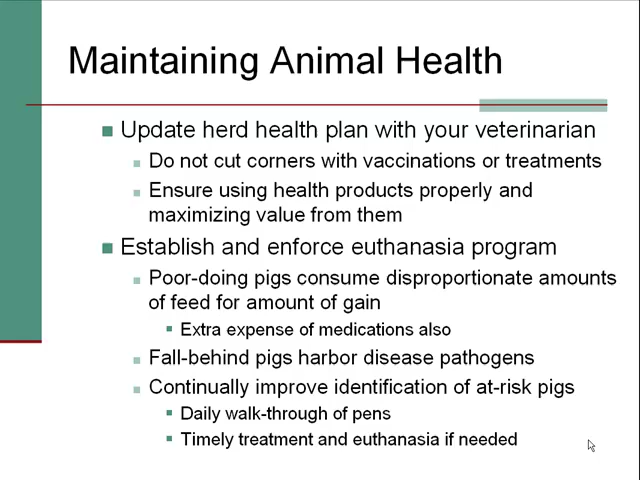 Maintaining Animal Health
Update herd health plan with your veterinarian
Do not cut corners with vaccinations or treatments
Ensure using health products properly and
maximizing value from them
Establish and enforce euthanasia program
Poor-doing pigs consume disproportionate amounts
of feed for amount of gain
Extra expense of medications also
Fall-behind pigs harbor disease pathogens
Continually improve identification of at-risk pigs
Daily walk-through of pens
Timely treatment and euthanasia if needed